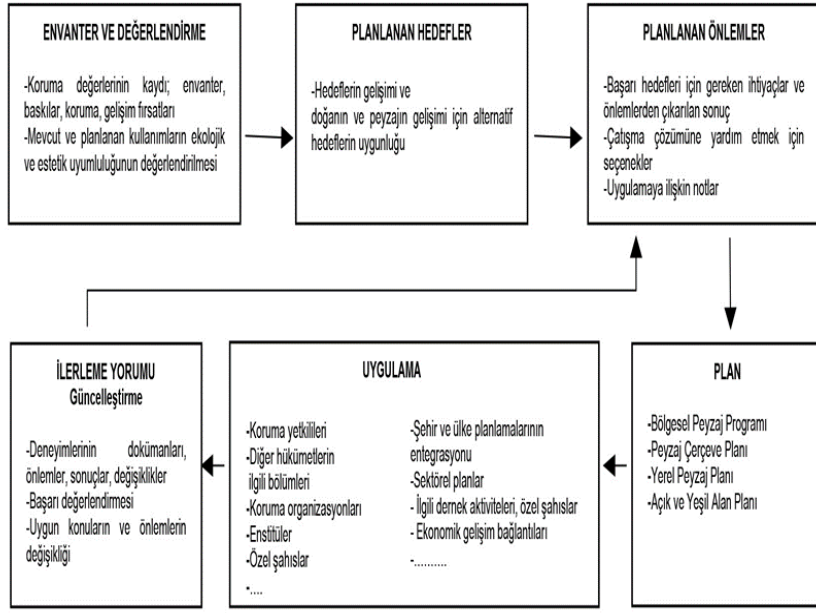 ENVANTER VE DEĞERLENDİRME
-Koruma değerlerinin kaydı; envanter,
baskılar, koruma, gelişim fırsatları
-Mevcut ve planlanan kullanımların ekolojik
ve estetik uyumluluğunun değerlendirilmesi
PLANLANAN HEDEFLER
-Hedeflerin gelişimi ve
doğanın ve peyzajın gelişimi için alternatif
hedeflerin uygunluğu
PLANLANAN ÖNLEMLER
-Başarı hedefleri için gereken ihtiyaçlar ve
önlemlerden çıkarılan sonuç
-Çatışma çözümüne yardım etmek için
seçenekler
-Uygulamaya ilişkin notlar
İLERLEME YORUMU
Güncelleştirme
-Deneyimlerinin dokümanları,
önlemler, sonuçlar, değişiklikler
-Başarı değerlendirmesi
-Uygun konuların ve önlemlerin
değişikliği
UYGULAMA
-Koruma yetkilileri
-Diğer hükümetlerin
ilgili bölümleri
-Koruma organizasyonları
-Enstitüler
-Özel şahıslar
-....
-Şehir ve ülke planlamalarının
entegrasyonu
-Sektörel planlar
- İlgili dernek aktiviteleri, özel şahıslar
- Ekonomik gelişim bağlantıları
-..........
PLAN
-Bölgesel Peyzaj Programı
-Peyzaj Çerçeve Planı
-Yerel Peyzaj Planı
-Açık ve Yeşil Alan Planı